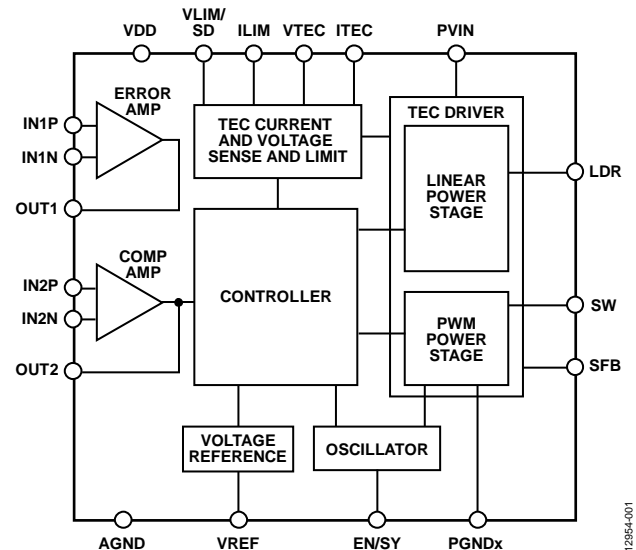 VDD
VLIM/
SD
ILIM
VTEC
ITEC
PVIN
IN1P
IN1N
OUT1
ERROR
AMP
TEC CURRENT
AND VOLTAGE
SENSE AND LIMIT
TEC DRIVER
LINEAR
POWER
STAGE
LDR
IN2P
IN2N
OUT2
COMP
AMP
CONTROLLER
PWM
POWER
STAGE
SW
SFB
VOLTAGE
REFERENCE
OSCILLATOR
AGND
VREF
EN/SY
PGNDx
12954-001